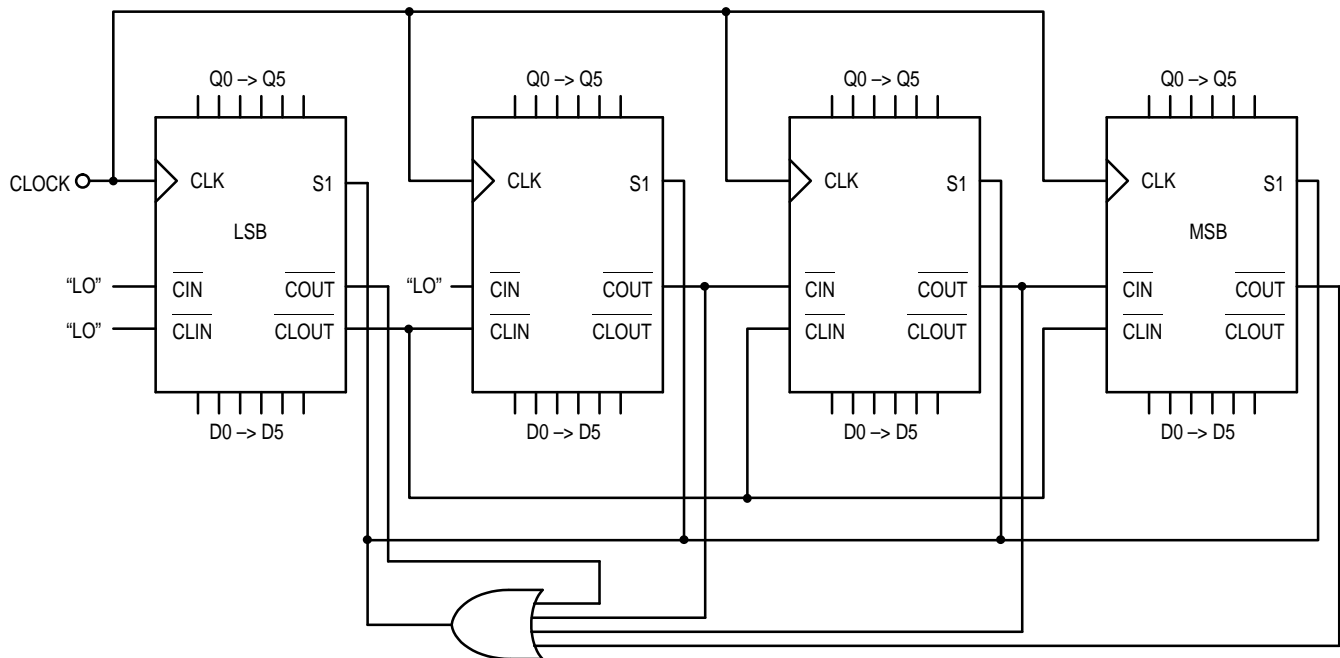 Q0 –> Q5 Q0 –> Q5 Q0 –> Q5 Q0 –> Q5
CLOCK CLK S1 CLK S1 CLK S1 CLK S1
LSB MSB
“LO” CIN COUT “LO” CIN COUT CIN COUT CIN COUT
“LO” CLIN CLOUT CLIN CLOUT CLIN CLOUT CLIN CLOUT
D0 –> D5 D0 –> D5 D0 –> D5 D0 –> D5